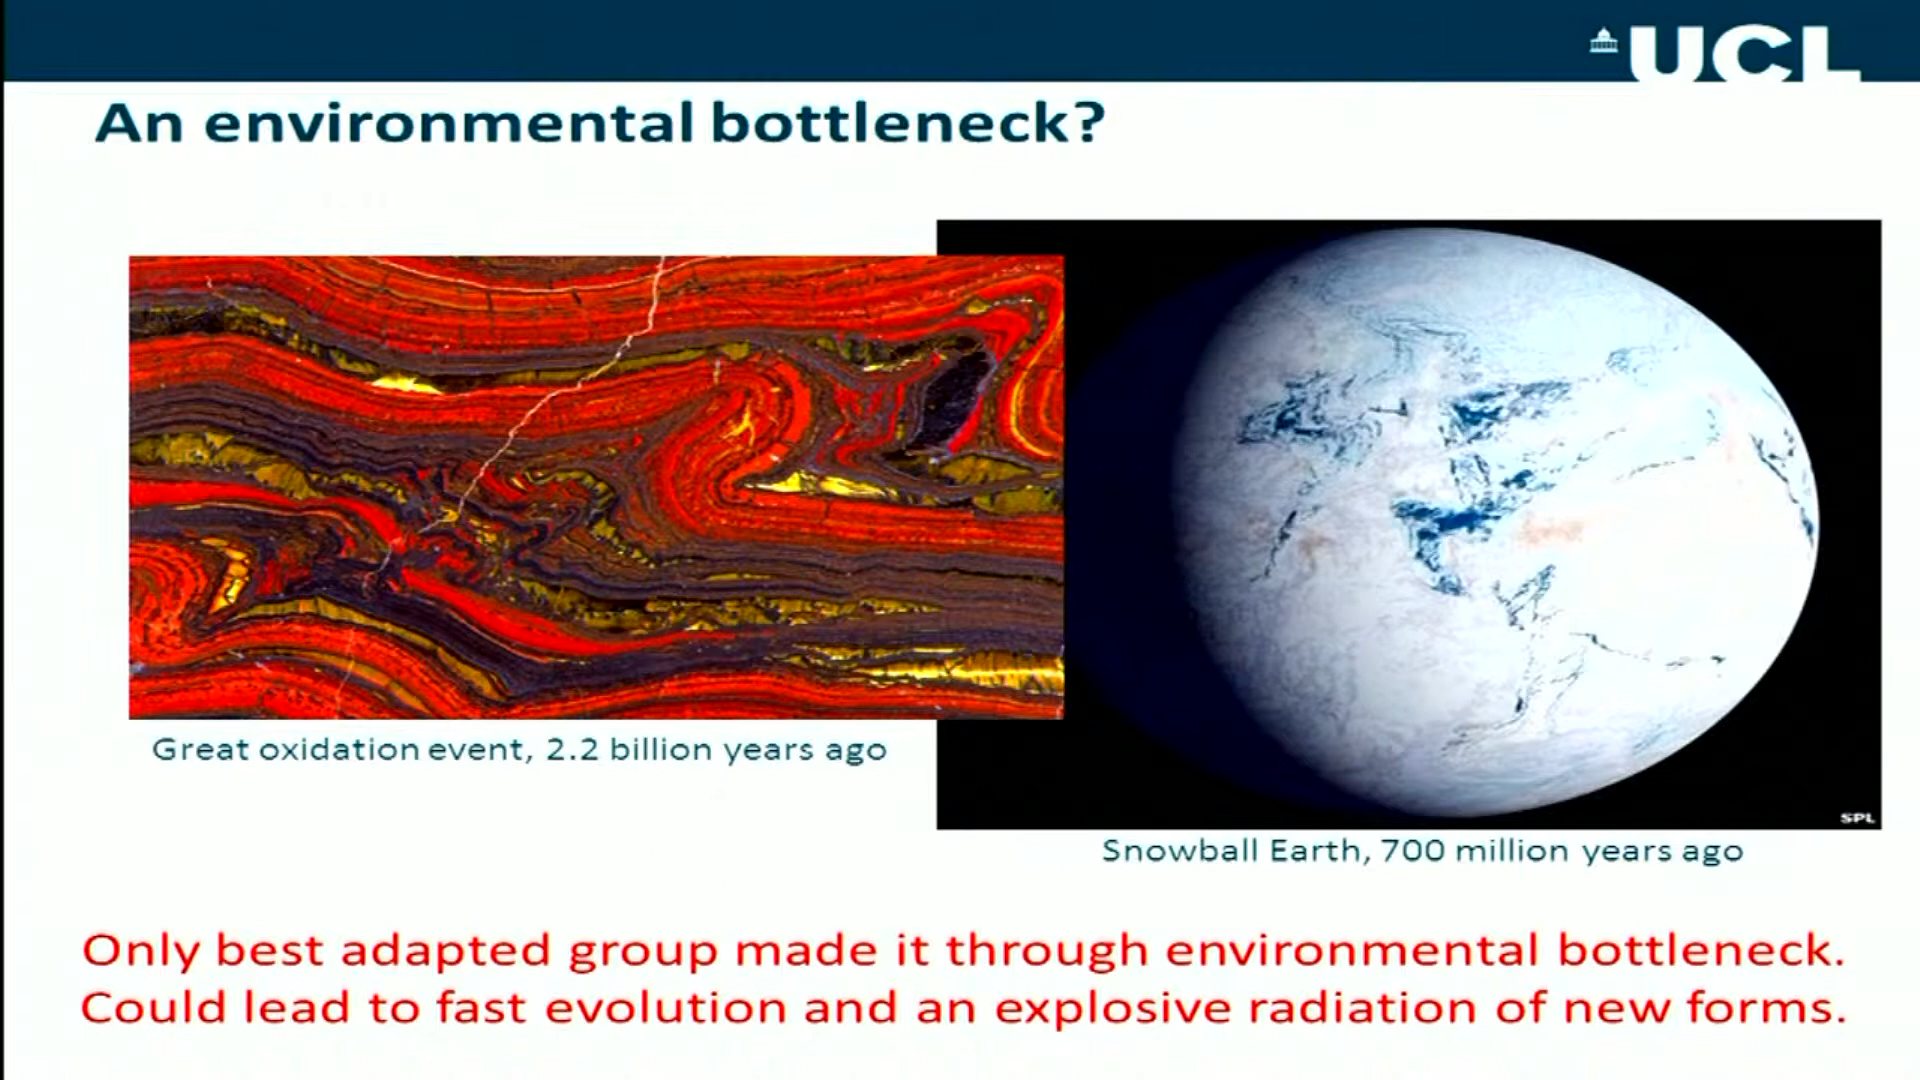 UCL
An environmental bottleneck?
Great oxidation event, 2.2 billion years ago
SPL
Snowball Earth, 700 million years ago
Only best adapted group made it through environmental bottleneck.
Could lead to fast evolution and an explosive radiation of new forms.